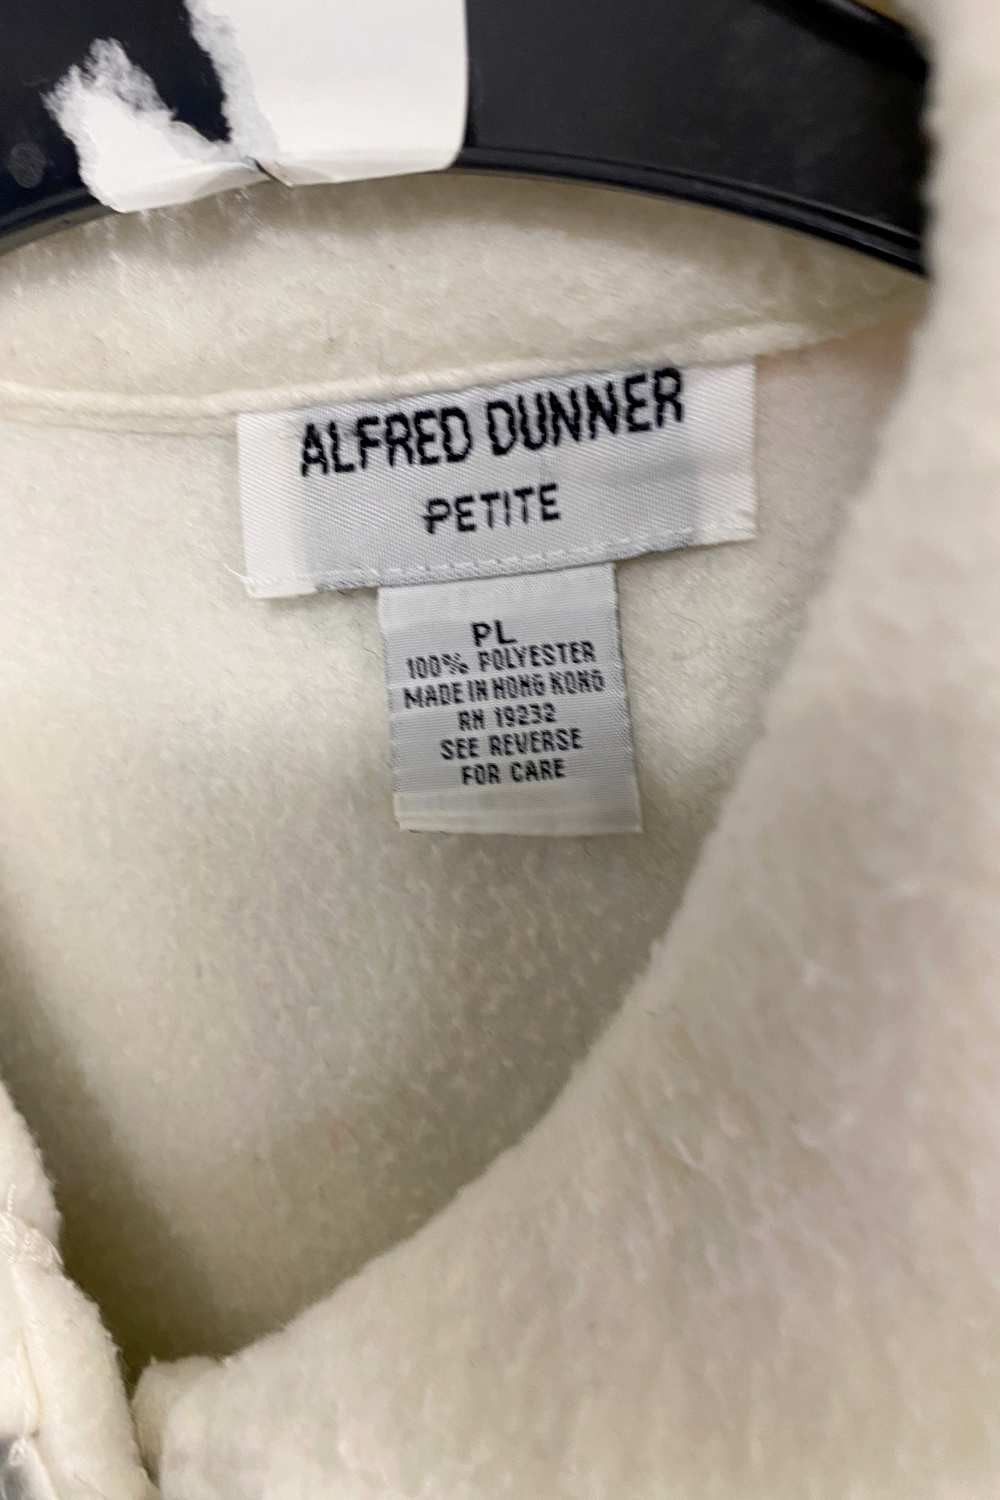 ALFRED DUNNER
PETITE
PL
100% POLYESTER
MADE IN HONG KONG
RN 19232
SEE REVERSE
FOR CARE